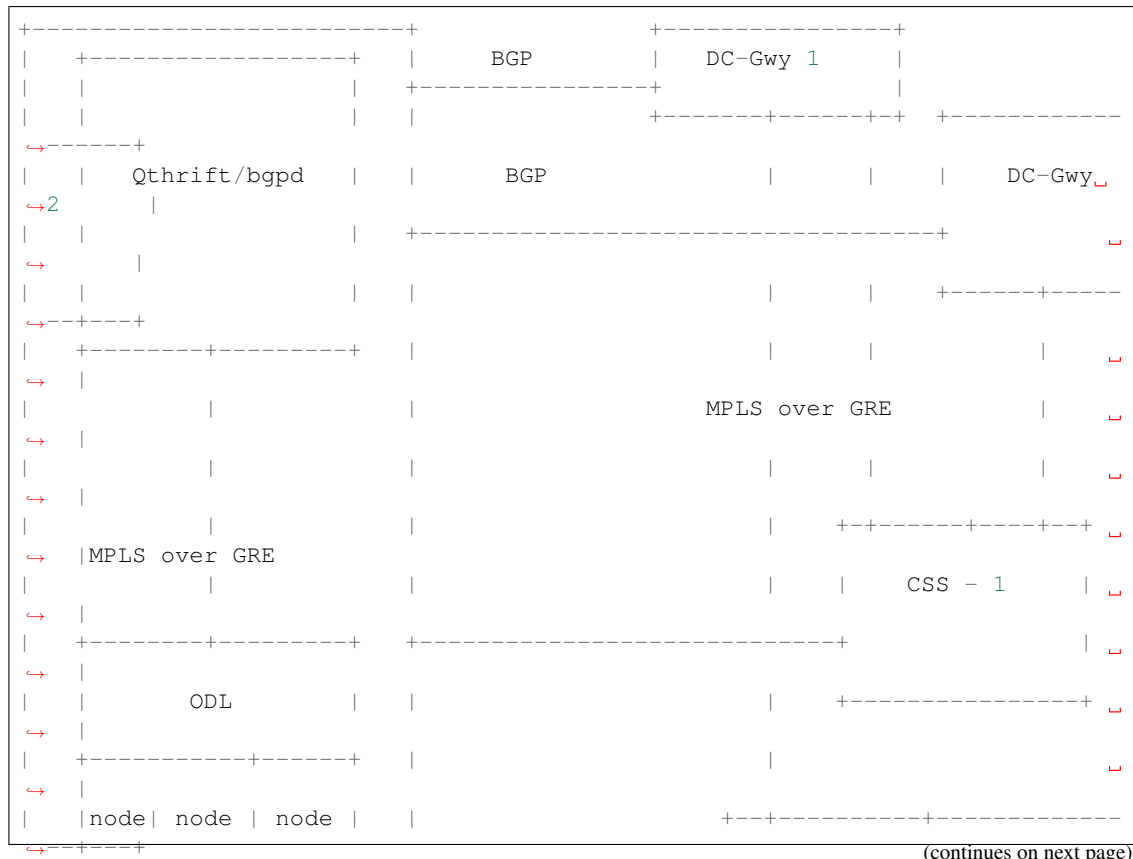 +---------------------------+                 +-----------------+
|    +-------------------+    |     BGP        |   DC-Gwy 1      |
|    |                   |    +-----------------+                 |
|    |                   |    |                +--------+-------+--+   +-------------
↪-------+
|    |   Qthrift/bgpd    |    |      BGP                |       |     |    DC-Gwy␣
↪2         |
|    |                   |    +-------------------------------------+            ␣
↪        |
|    |                   |    |                         |       |     +-------+------
↪---+----+
|    +---------+----------+    |                         |       |            |     ␣
↪    |
|              |              |                    MPLS over GRE            |     ␣
↪    |
|              |              |                         |       |            |     ␣
↪    |
|              |              |                         |     +--+-------+-----+---+ ␣
↪    |MPLS over GRE
|              |              |                         |     |     CSS - 1      | ␣
↪    |
|    +---------+----------+    +------------------------------+                  | ␣
↪    |
|    |       ODL         |    |                         |     +-----------------+ ␣
↪    |
|    +------------+-------+    |                         |                          ␣
↪    |
|    |node| node | node |    |                      +---+-----------+--------------
↪---+----+
(continues on next page)